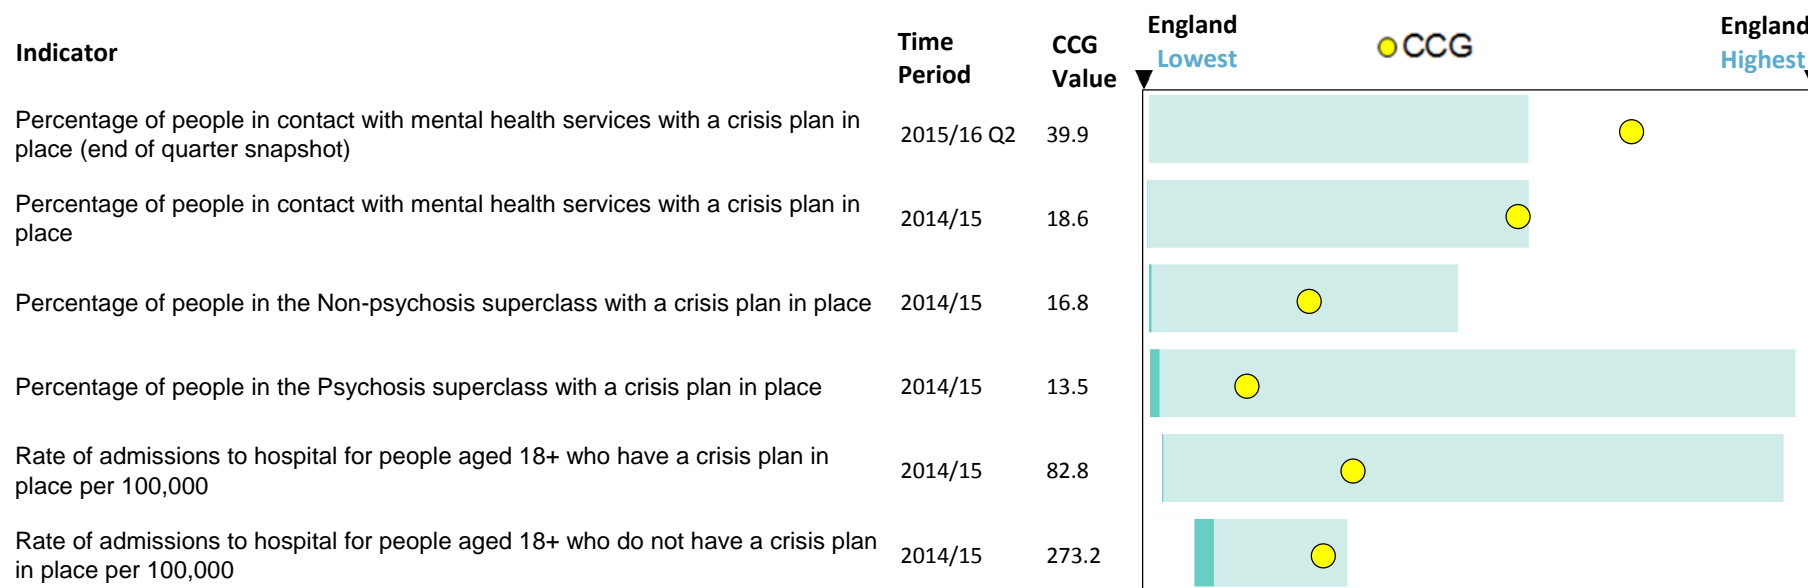 Indicator
Time Period
CCG Value
England Lowest
CCG
England Highest
Percentage of people in contact with mental health services with a crisis plan in
place (end of quarter snapshot)
2015/16 Q2
39.9
Percentage of people in contact with mental health services with a crisis plan in
place
2014/15
18.6
Percentage of people in the Non-psychosis superclass with a crisis plan in place
2014/15
16.8
Percentage of people in the Psychosis superclass with a crisis plan in place
2014/15
13.5
Rate of admissions to hospital for people aged 18+ who have a crisis plan in
place per 100,000
2014/15
82.8
Rate of admissions to hospital for people aged 18+ who do not have a crisis plan
in place per 100,000
2014/15
273.2